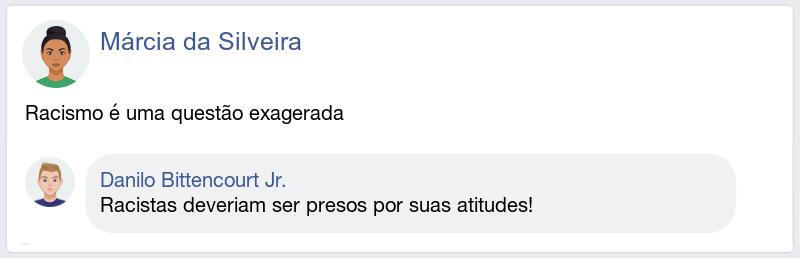 Márcia da Silveira
Racismo é uma questão exagerada
Danilo Bittencourt Jr.
Racistas deveriam ser presos por suas atitudes!